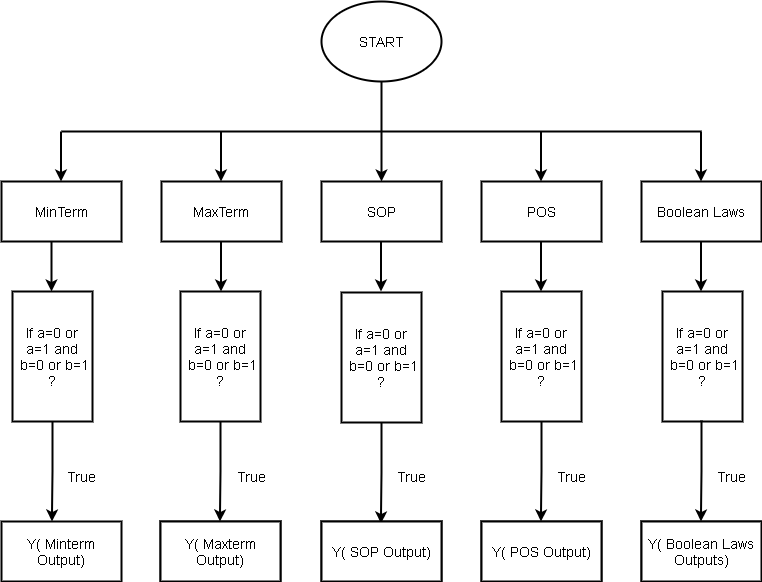 START
MinTerm
MaxTerm
SOP
POS
Boolean Laws
If a=0 or
a=1 and
b=0 or b=1
?
If a=0 or
a=1 and
b=0 or b=1
?
If a=0 or
a=1 and
b=0 or b=1
?
If a=0 or
a=1 and
b=0 or b=1
?
If a=0 or
a=1 and
b=0 or b=1
?
True
True
True
True
True
Y( Minterm
Output)
Y( Maxterm
Output)
Y( SOP Output)
Y( POS Output)
Y( Boolean Laws
Outputs)